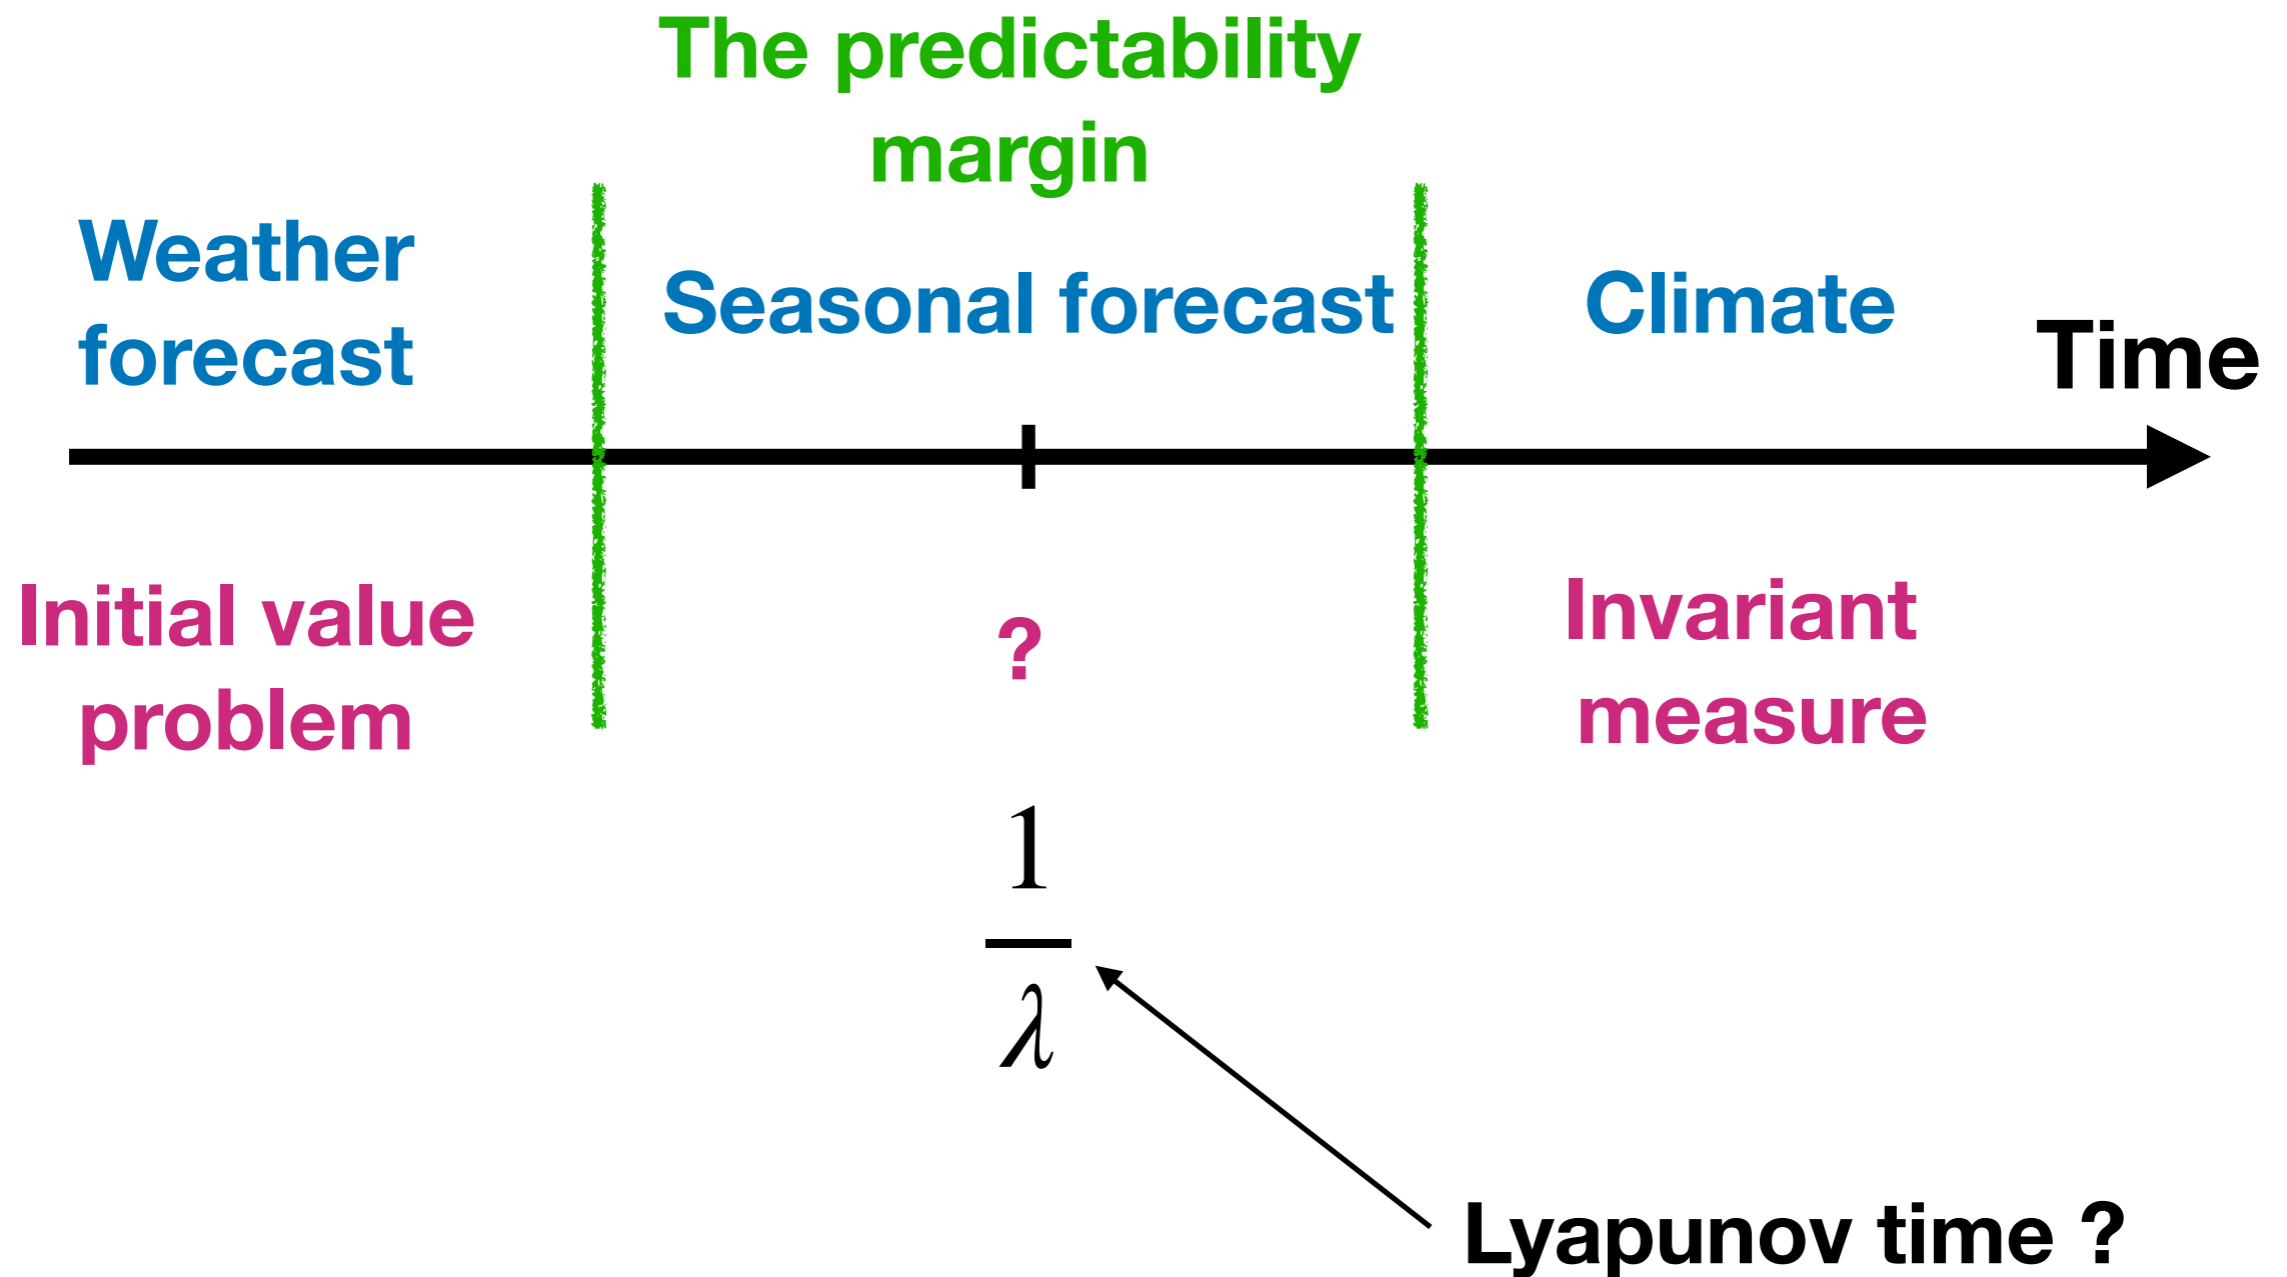 The predictability
margin
Weather
forecast
Seasonal forecast
Climate
Time
Initial value
problem
?
Invariant
measure
1
λ
Lyapunov time ?